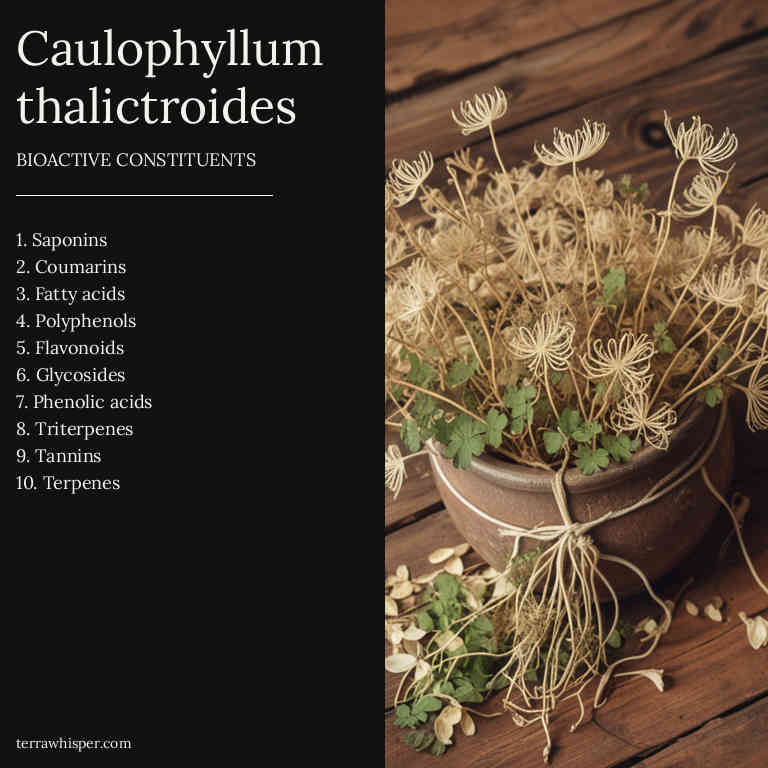 Caulophyllum
thalictroides
BIOACTIVE CONSTITUENTS
1. Saponins
2. Coumarins
3. Fatty acids
4. Polyphenols
5. Flavonoids
6. Glycosides
7. Phenolic acids
8. Triterpenes
9. Tannins
10. Terpenes
terrawhisper.com